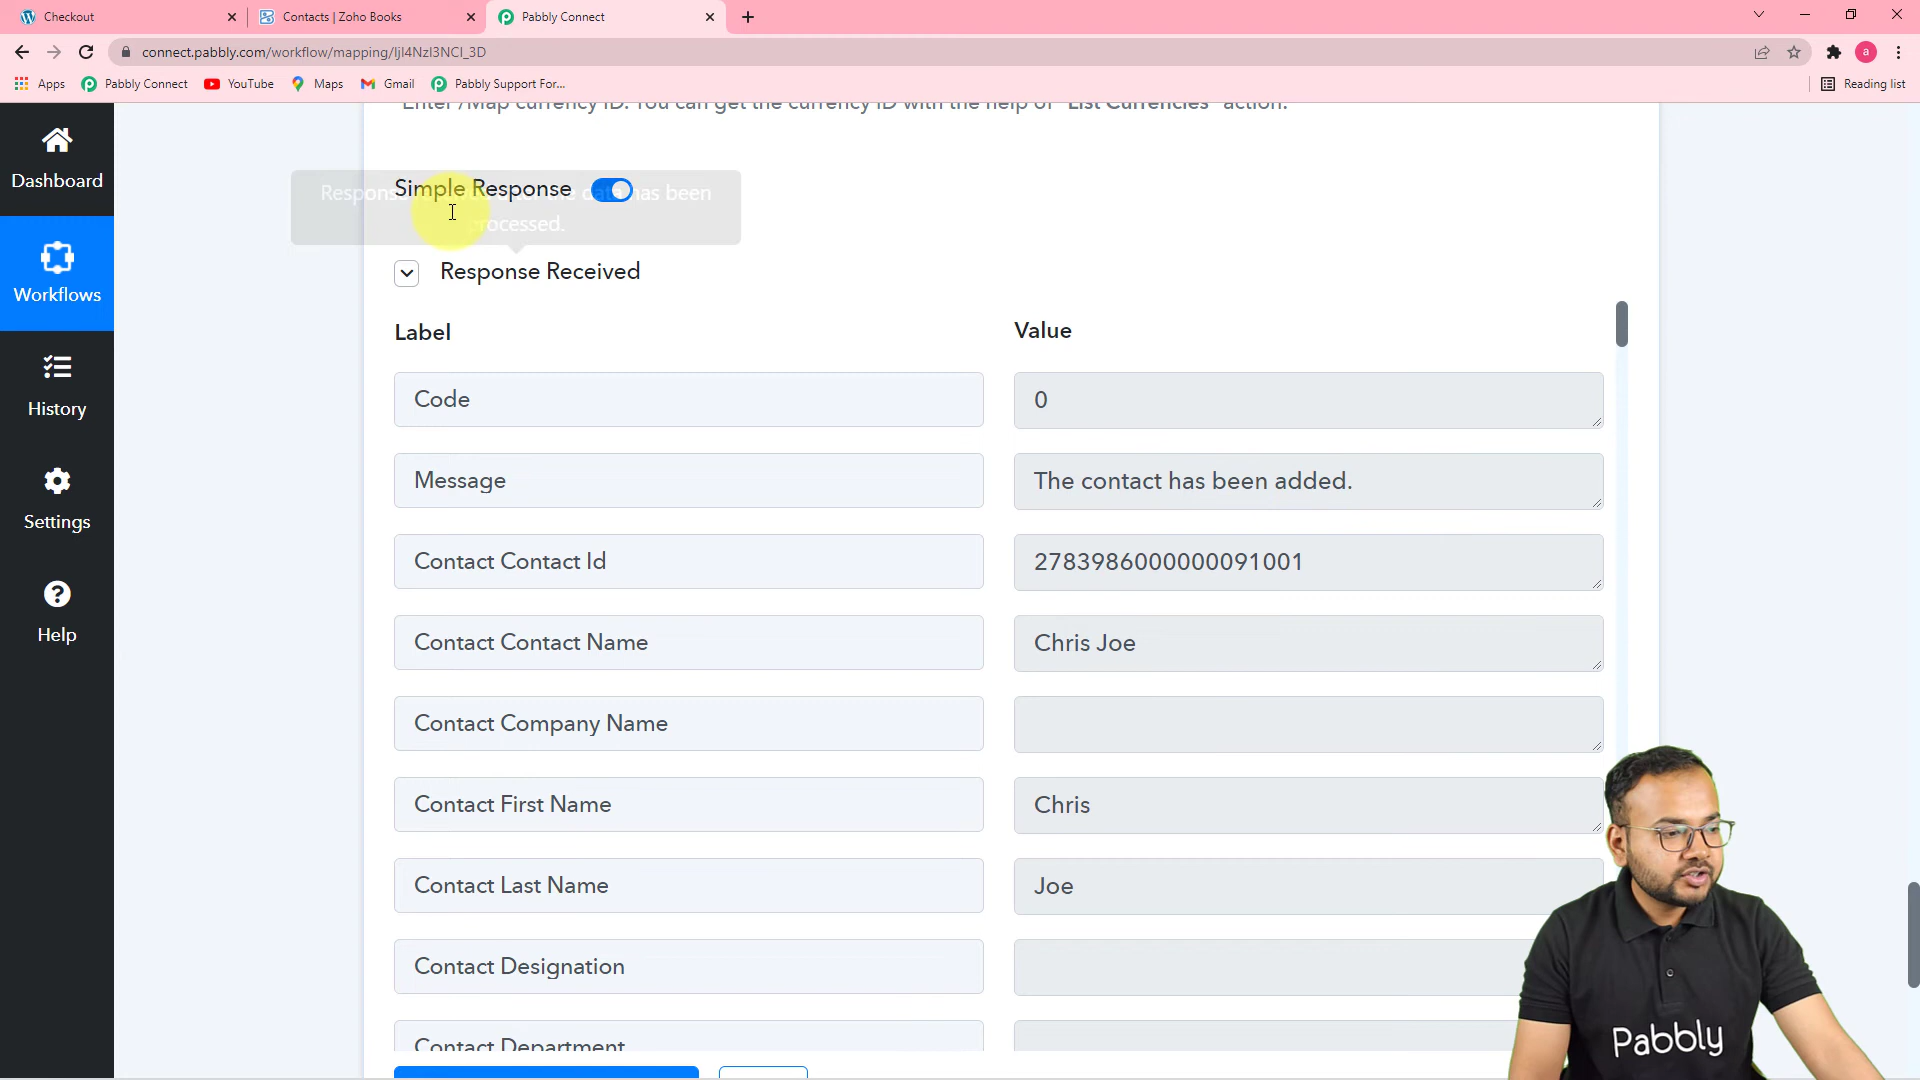 Checkout
Contacts | Zoho Books
Pabbly Connect
connect.pabbly.com/workflow/mapping/IjI4NzI3NCI_3D
a
Apps
Pabbly Connect
YouTube
Maps
Gmail
Pabbly Support For...
Reading list
Enter /Map currency ID. You can get the currency ID with the help of "List Currencies" action.
Dashboard
Workflows
History
Settings
Help
Simple Response
has been
processed.
Response Received
Label
Value
Code
0
Message
The contact has been added.
Contact Contact Id
2783986000000091001
Contact Contact Name
Chris Joe
Contact Company Name
Contact First Name
Chris
Contact Last Name
Joe
Contact Designation
Contact Department
Pabbly